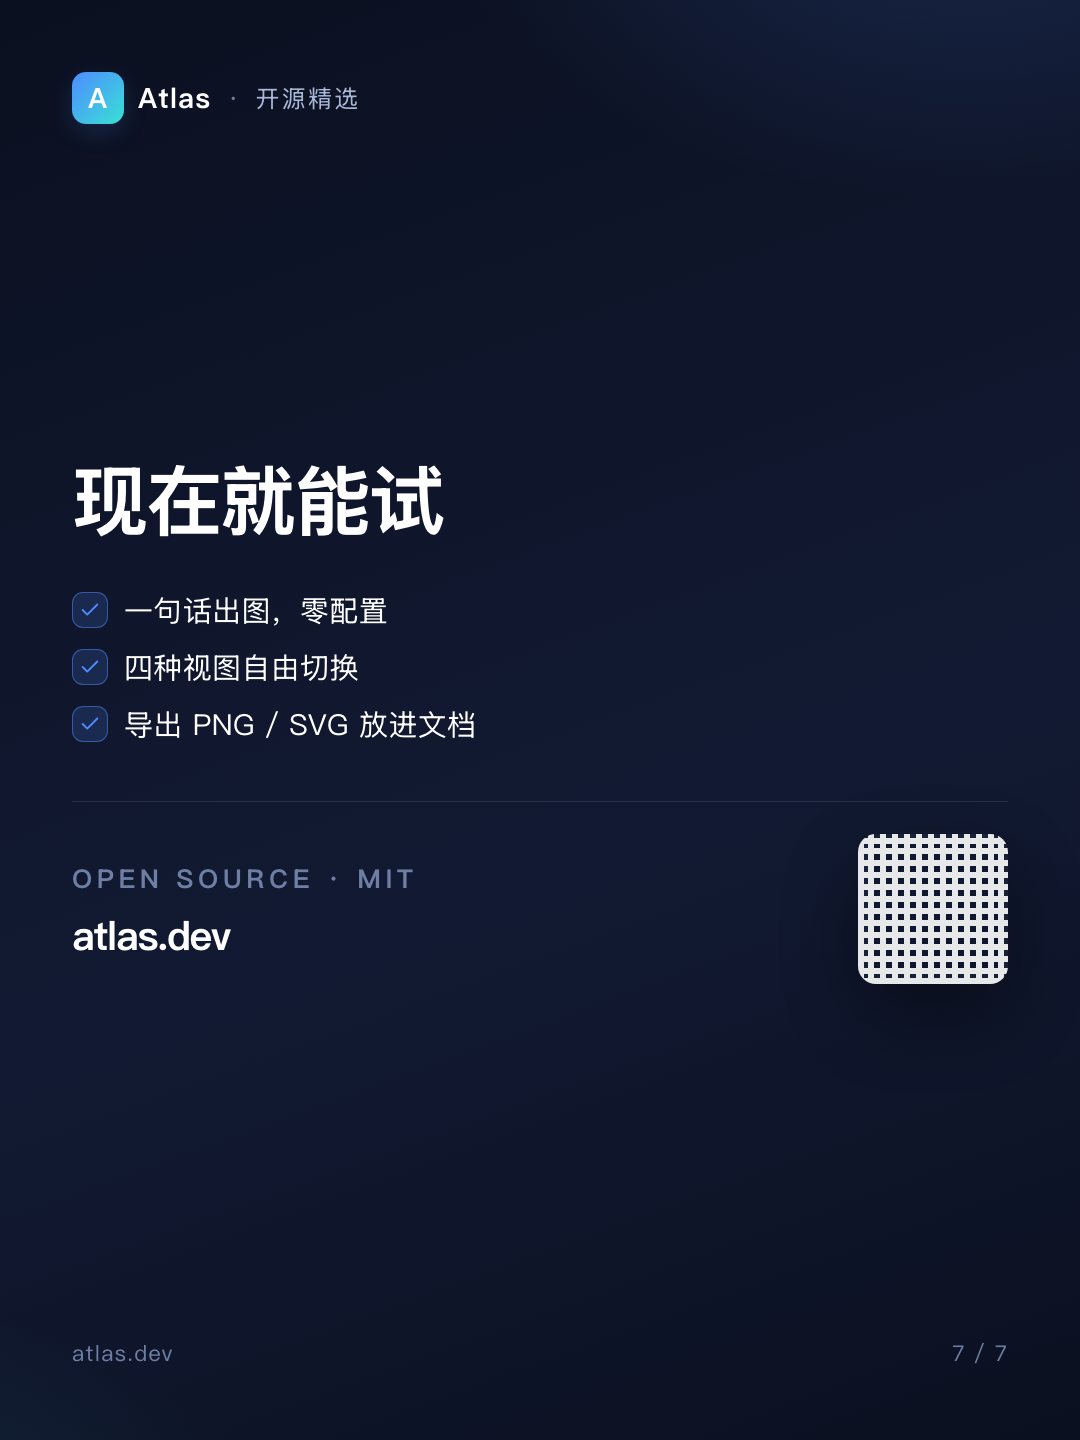 A Atlas · 开源精选
现在就能试
一句话出图，零配置
四种视图自由切换
导出 PNG / SVG 放进文档
OPEN SOURCE · MIT
atlas.dev
atlas.dev
7 / 7